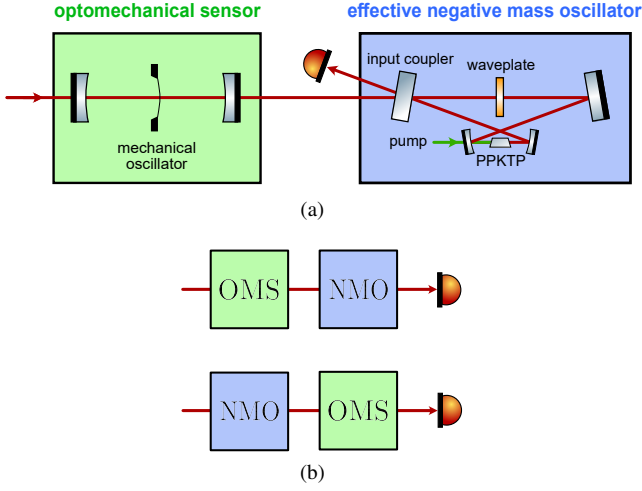 optomechanical sensor
effective negative mass oscillator
input coupler
waveplate
mechanical
oscillator
pump
PPKTP
(a)
OMS
NMO
NMO
OMS
(b)